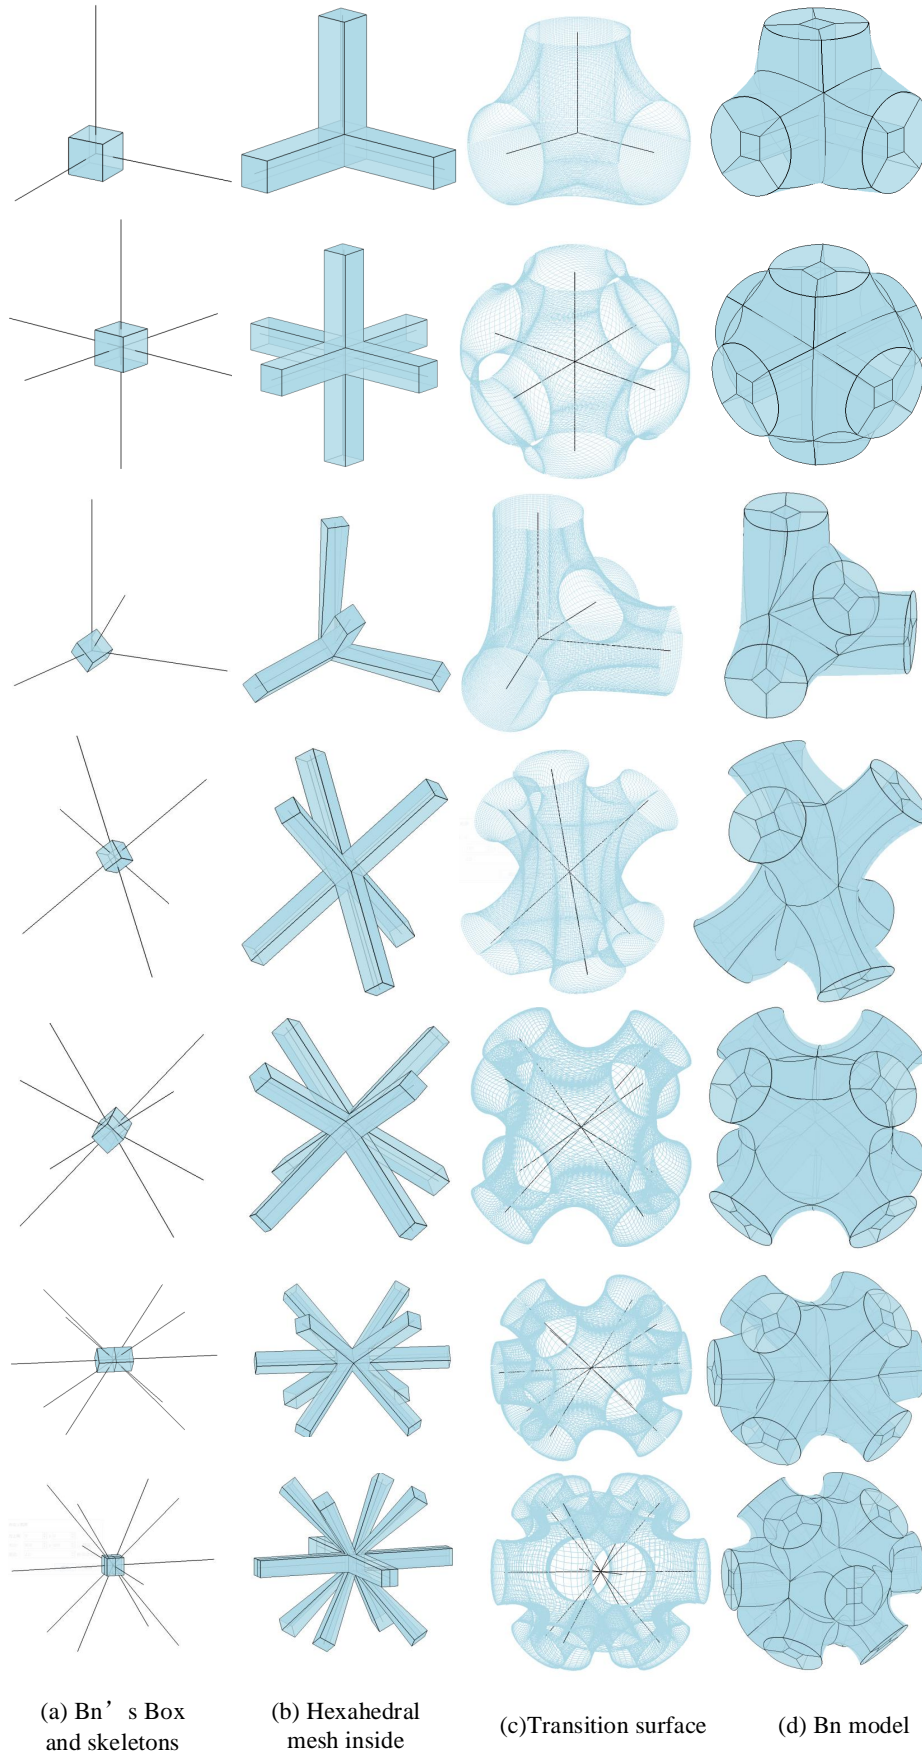 (a) Bn’s Box
and skeletons
(b) Hexahedral
mesh inside
(c)Transition surface
(d) Bn model